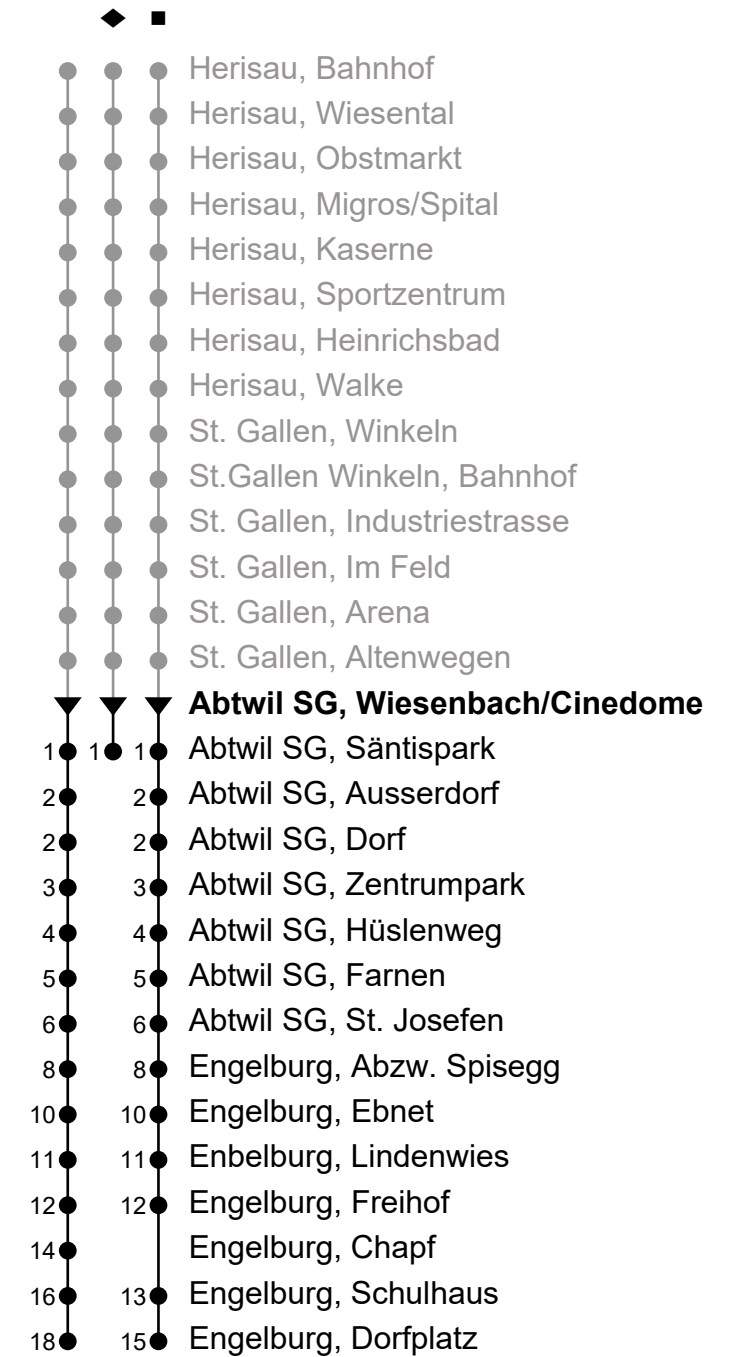 Herisau, Bahnhof
Herisau, Wiesental
Herisau, Obstmarkt
Herisau, Migros/Spital
Herisau, Kaserne
Herisau, Sportzentrum
Herisau, Heinrichsbad
Herisau, Walke
St. Gallen, Winkeln
St.Gallen Winkeln, Bahnhof
St. Gallen, Industriestrasse
St. Gallen, Im Feld
St. Gallen, Arena
St. Gallen, Altenwegen
Abtwil SG, Wiesenbach/Cinedome
1 1 1 Abtwil SG, Säntispark
2 2 Abtwil SG, Ausserdorf
2 2 Abtwil SG, Dorf
3 3 Abtwil SG, Zentrumpark
4 4 Abtwil SG, Hüslenweg
5 5 Abtwil SG, Farnen
6 6 Abtwil SG, St. Josefen
8 8 Engelburg, Abzw. Spisegg
10 10 Engelburg, Ebnet
11 11 Enbelburg, Lindenwies
12 12 Engelburg, Freihof
14 Engelburg, Chapf
16 13 Engelburg, Schulhaus
18 15 Engelburg, Dorfplatz